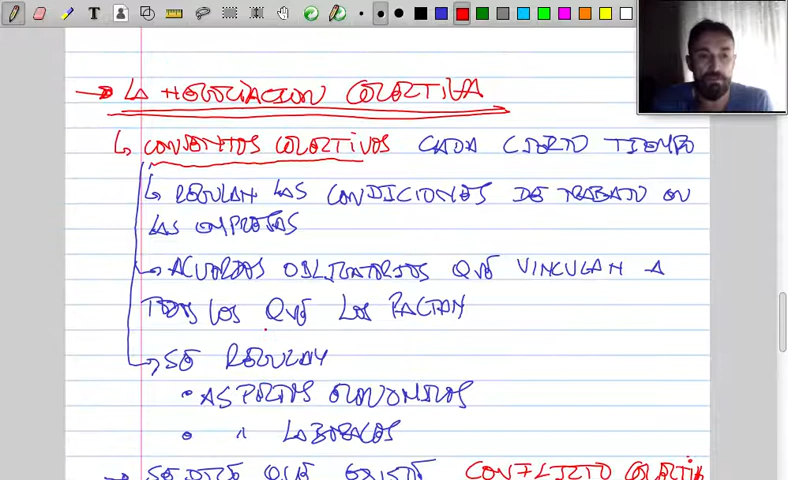 → LA NEGOCIACION COLECTIVA
↳ CONVENIOS COLECTIVOS CADA CIERTO TIEMPO
↳ REGULAN LAS CONDICIONES DE TRABAJO EN
LAS EMPRESAS
↳ ACUERDOS OBLIGATORIOS QUE VINCULAN A
TODOS LOS QUE LOS PACTAN
→ SE REGULAN
• ASPECTOS ECONOMICOS
• " LABORALES
→ SE DICE QUE EXISTE CONFLICTO COLECTIV